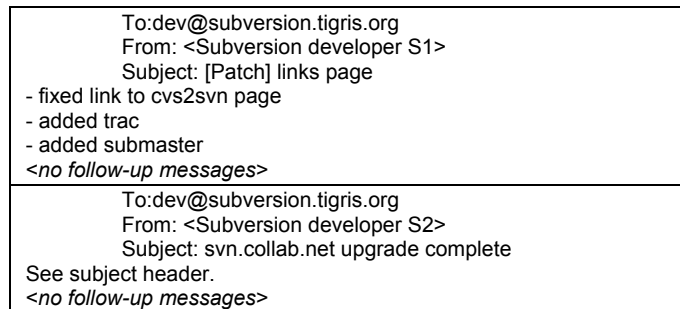 To:dev@subversion.tigris.org
From: <Subversion developer S1>
Subject: [Patch] links page
- fixed link to cvs2svn page
- added trac
- added submaster
<no follow-up messages>
To:dev@subversion.tigris.org
From: <Subversion developer S2>
Subject: svn.collab.net upgrade complete
See subject header.
<no follow-up messages>